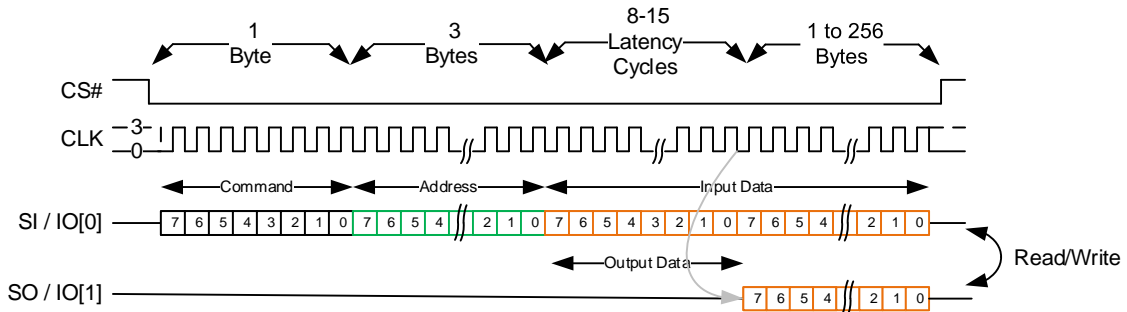 1 Byte
3 Bytes
8-15 Latency Cycles
1 to 256 Bytes
CS#
CLK
3
0
Command
Address
Input Data
SI / IO[0]
7 6 5 4 3 2 1 0 7 6 5 4 2 1 0 7 6 5 4 3 2 1 0 7 6 5 4 2 1 0
Output Data
Read/Write
SO / IO[1]
7 6 5 4 2 1 0